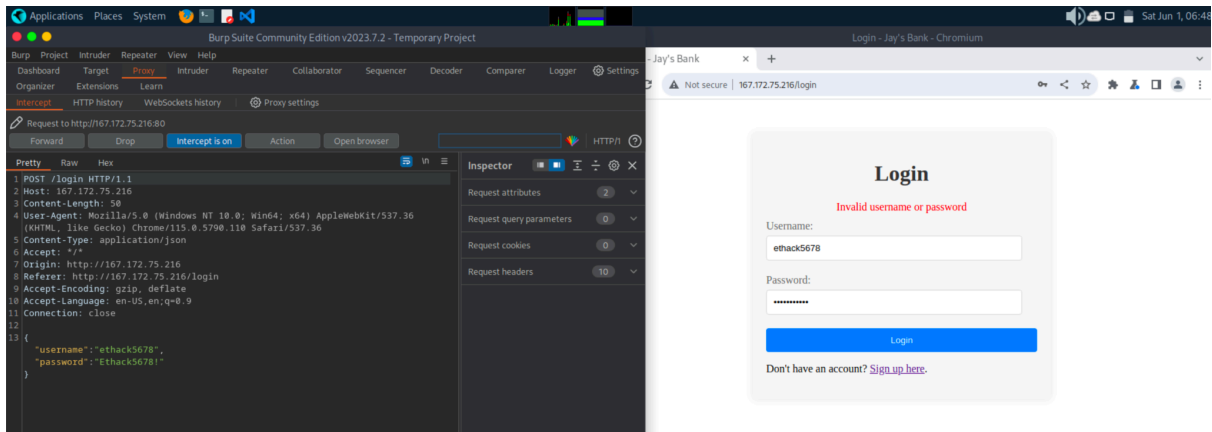 Applications Places System
Sat Jun 1, 06:48
Burp Suite Community Edition v2023.7.2 - Temporary Project
Burp Project Intruder Repeater View Help
Dashboard Target Proxy Intruder Repeater Collaborator Sequencer Decoder Comparer Logger Settings
Organizer Extensions Learn
Intercept HTTP history WebSockets history Proxy settings
Request to http://167.172.75.216:80
Forward Drop Intercept is on Action Open browser HTTP/1
Pretty Raw Hex
\n
1 POST /login HTTP/1.1
2 Host: 167.172.75.216
3 Content-Length: 50
4 User-Agent: Mozilla/5.0 (Windows NT 10.0; Win64; x64) AppleWebKit/537.36
(KHTML, like Gecko) Chrome/115.0.5790.110 Safari/537.36
5 Content-Type: application/json
6 Accept: */*
7 Origin: http://167.172.75.216
8 Referer: http://167.172.75.216/login
9 Accept-Encoding: gzip, deflate
10 Accept-Language: en-US,en;q=0.9
11 Connection: close
12
13 {
"username":"ethack5678",
"password":"Ethack5678!"
}
Inspector
Request attributes 2
Request query parameters 0
Request cookies 0
Request headers 10
Login - Jay's Bank - Chromium
- Jay's Bank
Not secure 167.172.75.216/login
Login
Invalid username or password
Username:
ethack5678
Password:
•••••••••••
Login
Don't have an account? Sign up here.